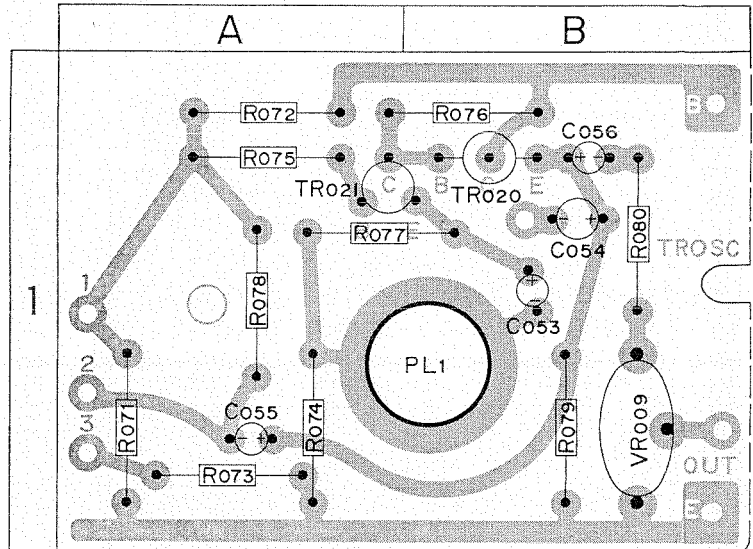 A B
R072 R076 B
C056
R075
C B C E
TR021 TR020
R077 E
C054
R080
TROSC
1
1
R078
C053
PL1
2
R071
C055
R074
R079
VR009
3
R073
OUT
E